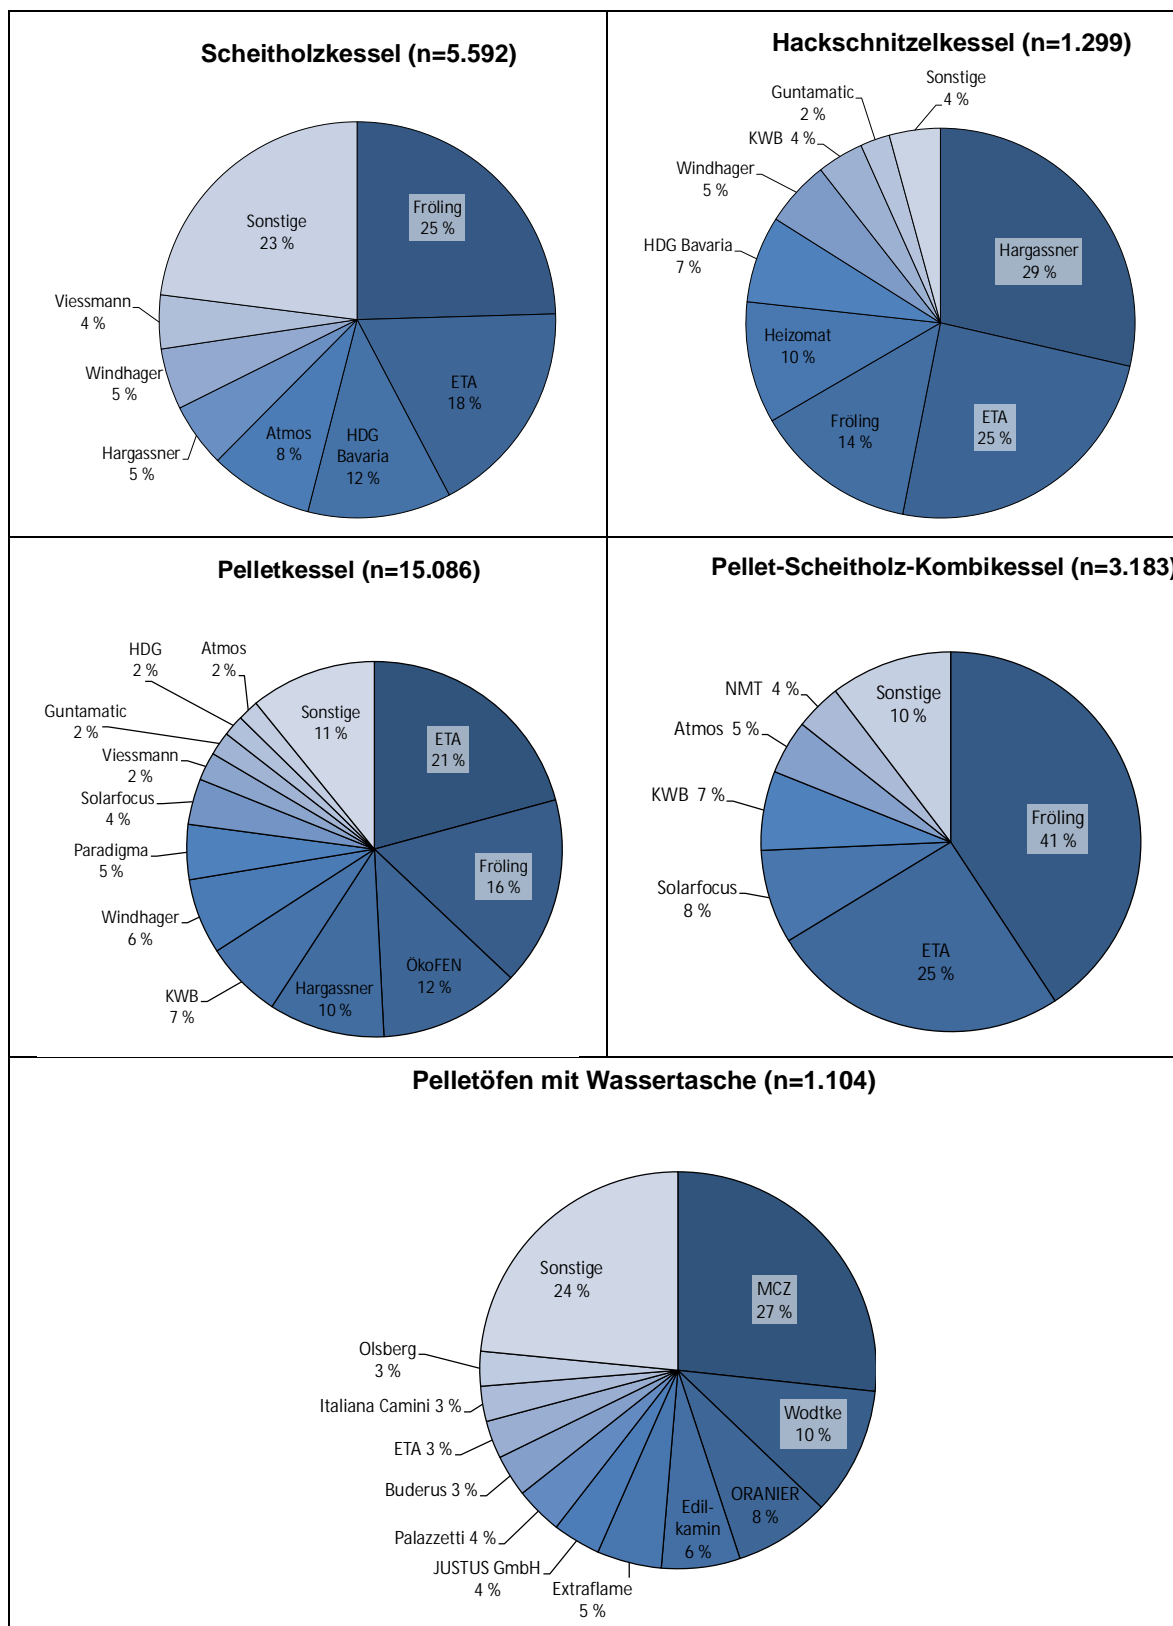 Scheitholzkessel (n=5.592)
Fröling
25 %
ETA
18 %
HDG
Bavaria
12 %
Atmos
8 %
Hargassner
5 %
Windhager
5 %
Viessmann
4 %
Sonstige
23 %
Hackschnitzelkessel (n=1.299)
Hargassner
29 %
ETA
25 %
Fröling
14 %
Heizomat
10 %
HDG Bavaria
7 %
Windhager
5 %
KWB 4 %
Guntamatic
2 %
Sonstige
4 %
Pelletkessel (n=15.086)
ETA
21 %
Fröling
16 %
ÖkoFEN
12 %
Hargassner
10 %
KWB
7 %
Windhager
6 %
Paradigma
5 %
Solarfocus
4 %
Viessmann
2 %
Guntamatic
2 %
HDG
2 %
Atmos
2 %
Sonstige
11 %
Pellet-Scheitholz-Kombikessel (n=3.183)
Fröling
41 %
ETA
25 %
Solarfocus
8 %
KWB 7 %
Atmos 5 %
NMT 4 %
Sonstige
10 %
Pelletöfen mit Wassertasche (n=1.104)
MCZ
27 %
Wodtke
10 %
ORANIER
8 %
Edil-
kamin
6 %
Extraflame
5 %
JUSTUS GmbH
4 %
Palazzetti 4 %
Buderus 3 %
ETA 3 %
Italiana Camini 3 %
Olsberg
3 %
Sonstige
24 %